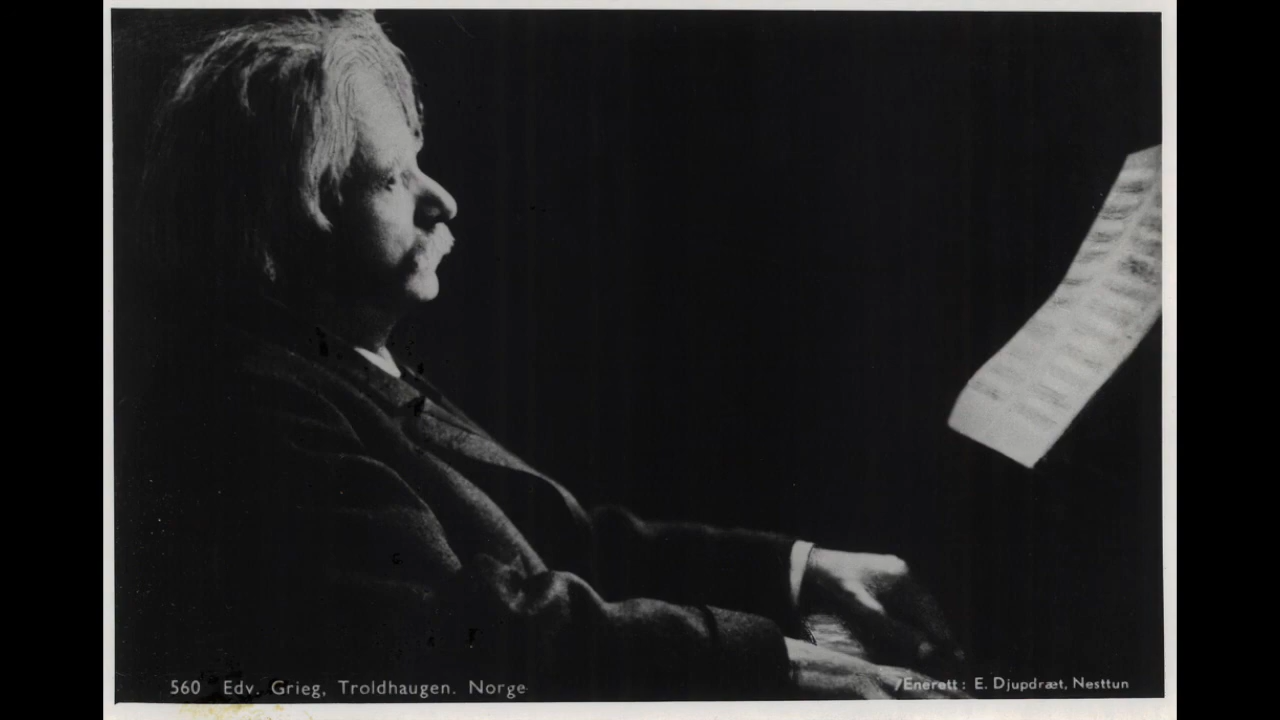 560 Edv. Grieg, Troldhaugen. Norge
Enerett: E. Djupdræt, Nesttun